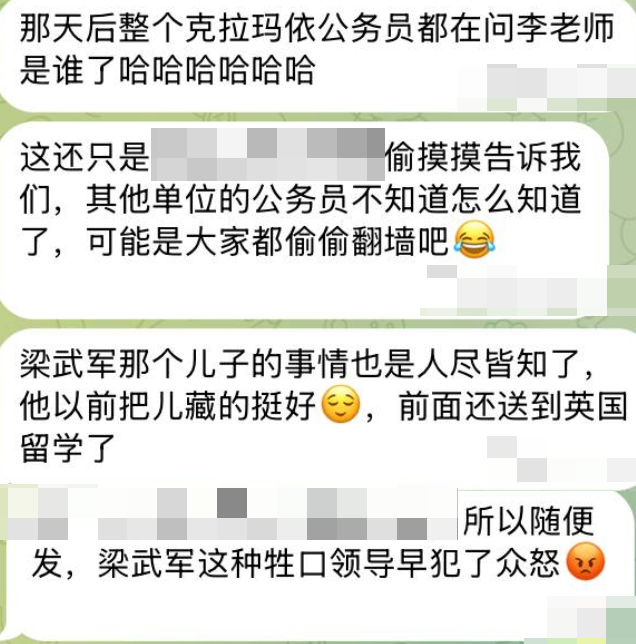 那天后整个克拉玛依公务员都在问李老师
是谁了哈哈哈哈哈哈
这还只是
偷摸摸告诉我
们，其他单位的公务员不知道怎么知道
了，可能是大家都偷偷翻墙吧😂
梁武军那个儿子的事情也是人尽皆知了，
他以前把儿藏的挺好😌，前面还送到英国
留学了
所以随便
发，梁武军这种牲口领导早犯了众怒😡